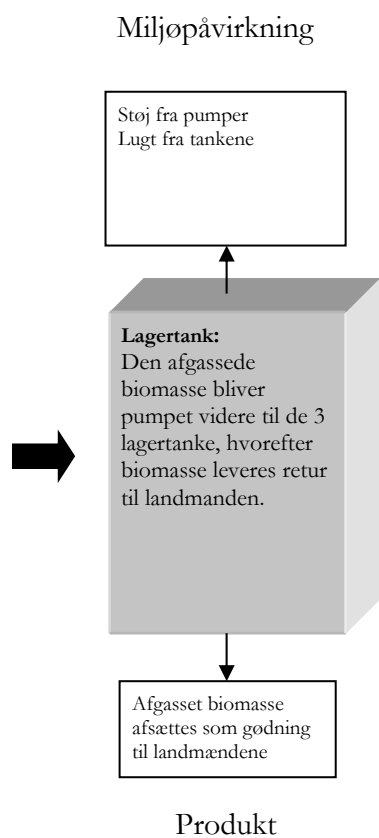 Miljøpåvirkning
Støj fra pumper
Lugt fra tankene
Lagertank:
Den afgassede
biomasse bliver
pumpet videre til de 3
lagertanke, hvorefter
biomasse leveres retur
til landmanden.
Afgasset biomasse
afsættes som gødning
til landmændene
Produkt